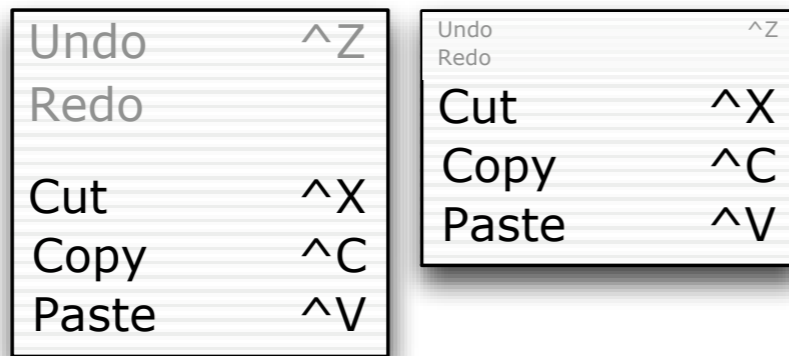 Undo ^Z
Redo
Cut ^X
Copy ^C
Paste ^V
Undo ^Z
Redo
Cut ^X
Copy ^C
Paste ^V